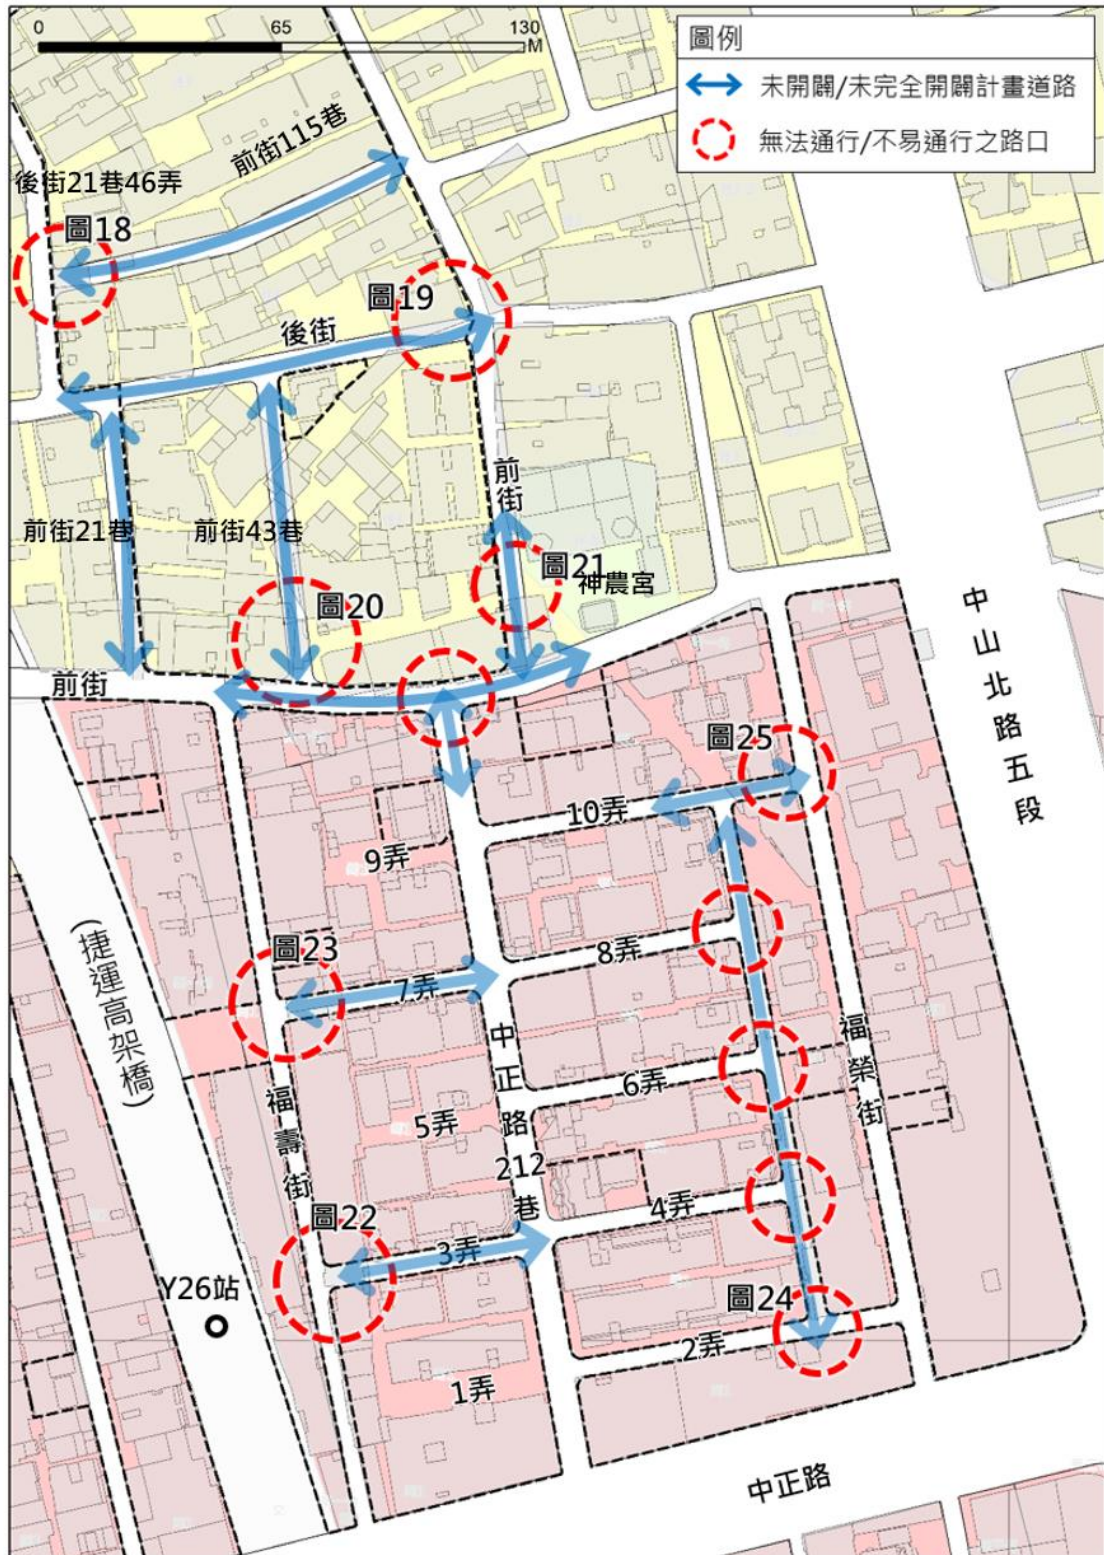 0 65 130
M
圖例
未開闢/未完全開闢計畫道路
無法通行/不易通行之路口
前街115巷
後街21巷46弄
圖18
圖19
後街
前街
前街21巷
前街43巷
圖21
神農宮
圖20
前街
中山北路五段
圖25
10弄
9弄
(捷運高架橋)
圖23
8弄
7弄
中正路212巷
福榮街
6弄
福壽街
5弄
4弄
圖22
3弄
Y26站
圖24
2弄
1弄
中正路